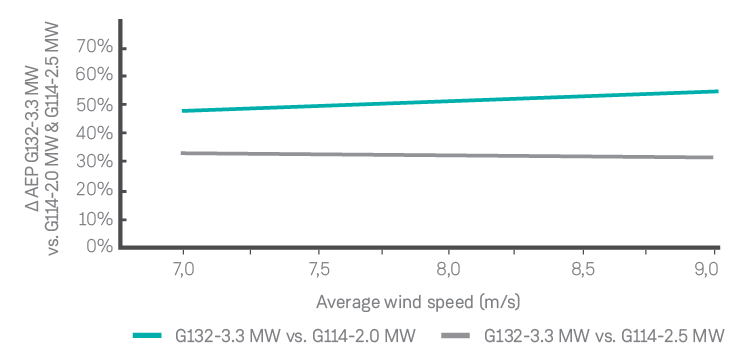 Δ AEP G132-3.3 MW
vs. G114-2.0 MW & G114-2.5 MW
70%
60%
50%
40%
30%
20%
10%
0%
7,0 7,5 8,0 8,5 9,0
Average wind speed (m/s)
G132-3.3 MW vs. G114-2.0 MW G132-3.3 MW vs. G114-2.5 MW